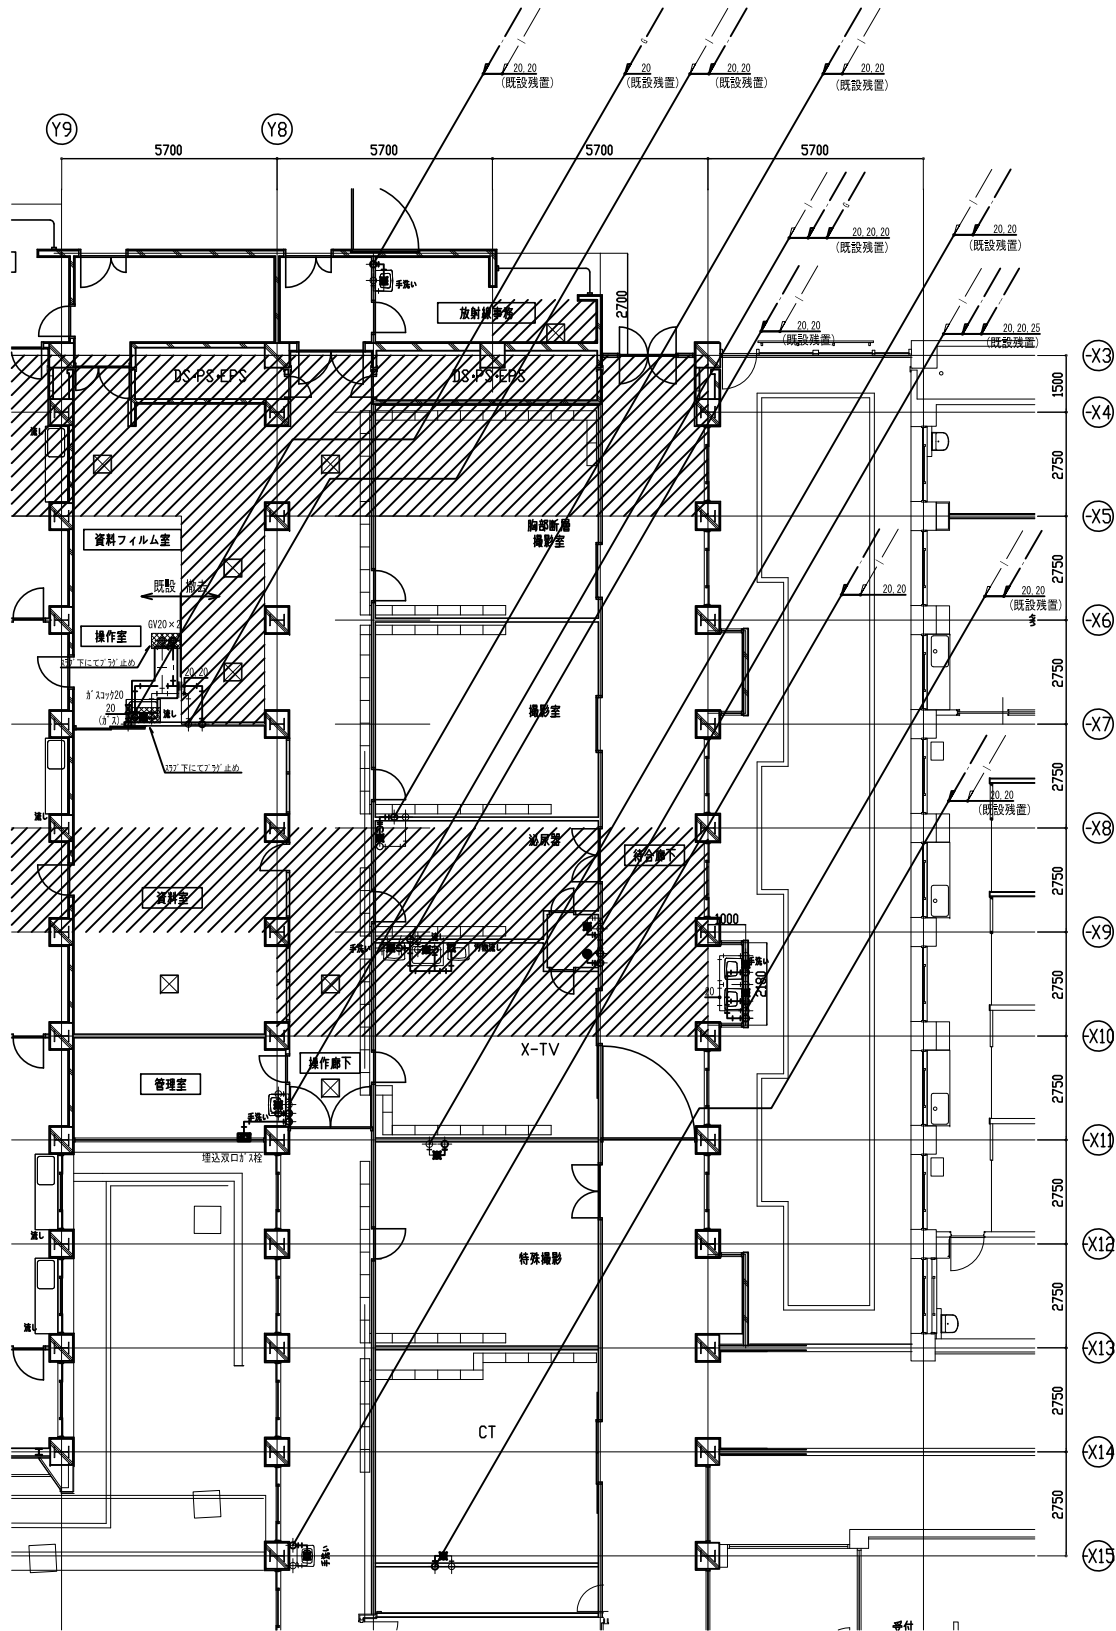 20,20
(既設残置)
20
(既設残置)
20,20
(既設残置)
20,20
(既設残置)
Y9
Y8
5700
5700
5700
5700
20,20,20
(既設残置)
20,20
(既設残置)
手洗い
放射線事務
2700
20,20
(既設残置)
20,20,25
(既設残置)
X3
DS・PS・EPS
DS・PS・EPS
1500
X4
流し
2750
X5
資料フィルム室
胸部断層
撮影室
既設
撤去
2750
20,20
20,20
(既設残置)
GV20×2
操作室
X6
スラブ下にてプラグ止め
20,20
2750
ガスコック20
20
(ガス)
流し
撮影室
X7
スラブ下にてプラグ止め
2750
20,20
(既設残置)
流し
X8
泌尿器
待合廊下
2750
資料室
1000
X9
手洗い
流し
汚物流し
手洗い
20
2180
2750
X10
X-TV
操作廊下
管理室
2750
手洗い
X11
埋込双口ガス栓
2750
流し
X12
特殊撮影
2750
流し
X13
2750
CT
X14
2750
手洗い
X15
受付